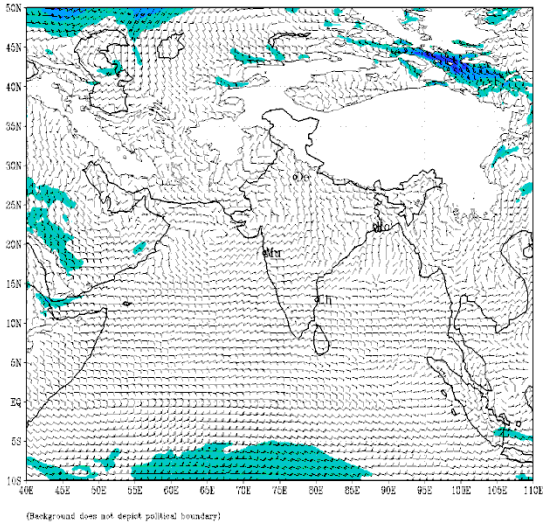 50N
45N
40N
35N
30N
25N
20N
15N
10N
5N
EQ
5S
10S
40E 45E 50E 55E 60E 65E 70E 75E 80E 85E 90E 95E 100E 105E 110E
(Background does not depict political boundary)